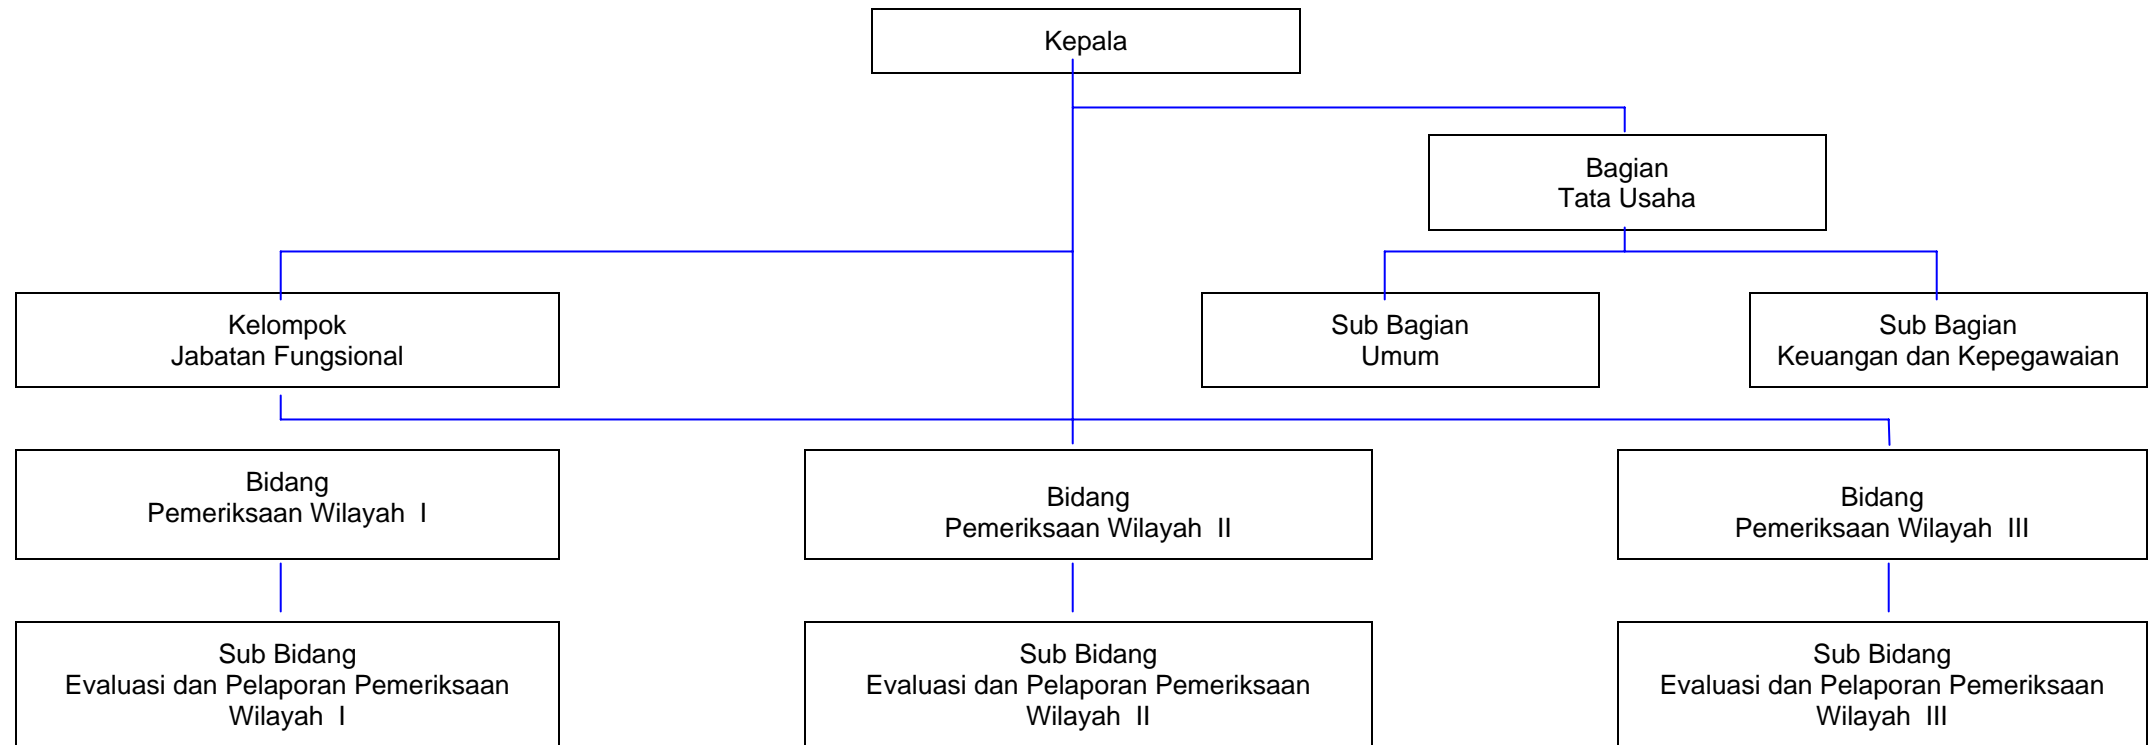 Kepala
Bagian
Tata Usaha
Kelompok
Jabatan Fungsional
Sub Bagian
Umum
Sub Bagian
Keuangan dan Kepegawaian
Bidang
Pemeriksaan Wilayah I
Bidang
Pemeriksaan Wilayah II
Bidang
Pemeriksaan Wilayah III
Sub Bidang
Evaluasi dan Pelaporan Pemeriksaan
Wilayah I
Sub Bidang
Evaluasi dan Pelaporan Pemeriksaan
Wilayah II
Sub Bidang
Evaluasi dan Pelaporan Pemeriksaan
Wilayah III